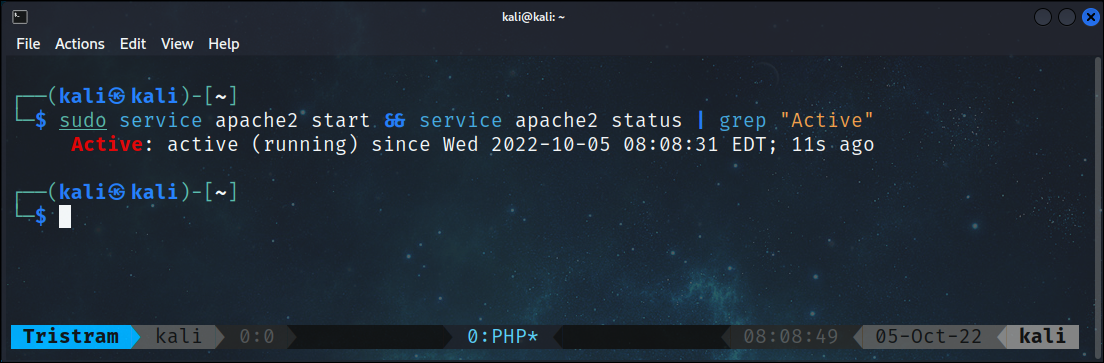 kali@kali: ~
File Actions Edit View Help
┌──(kali㉿kali)-[~]
└─$ sudo service apache2 start && service apache2 status | grep "Active"
Active: active (running) since Wed 2022-10-05 08:08:31 EDT; 11s ago
┌──(kali㉿kali)-[~]
└─$
Tristram kali 0:0 0:PHP* 08:08:49 05-Oct-22 kali